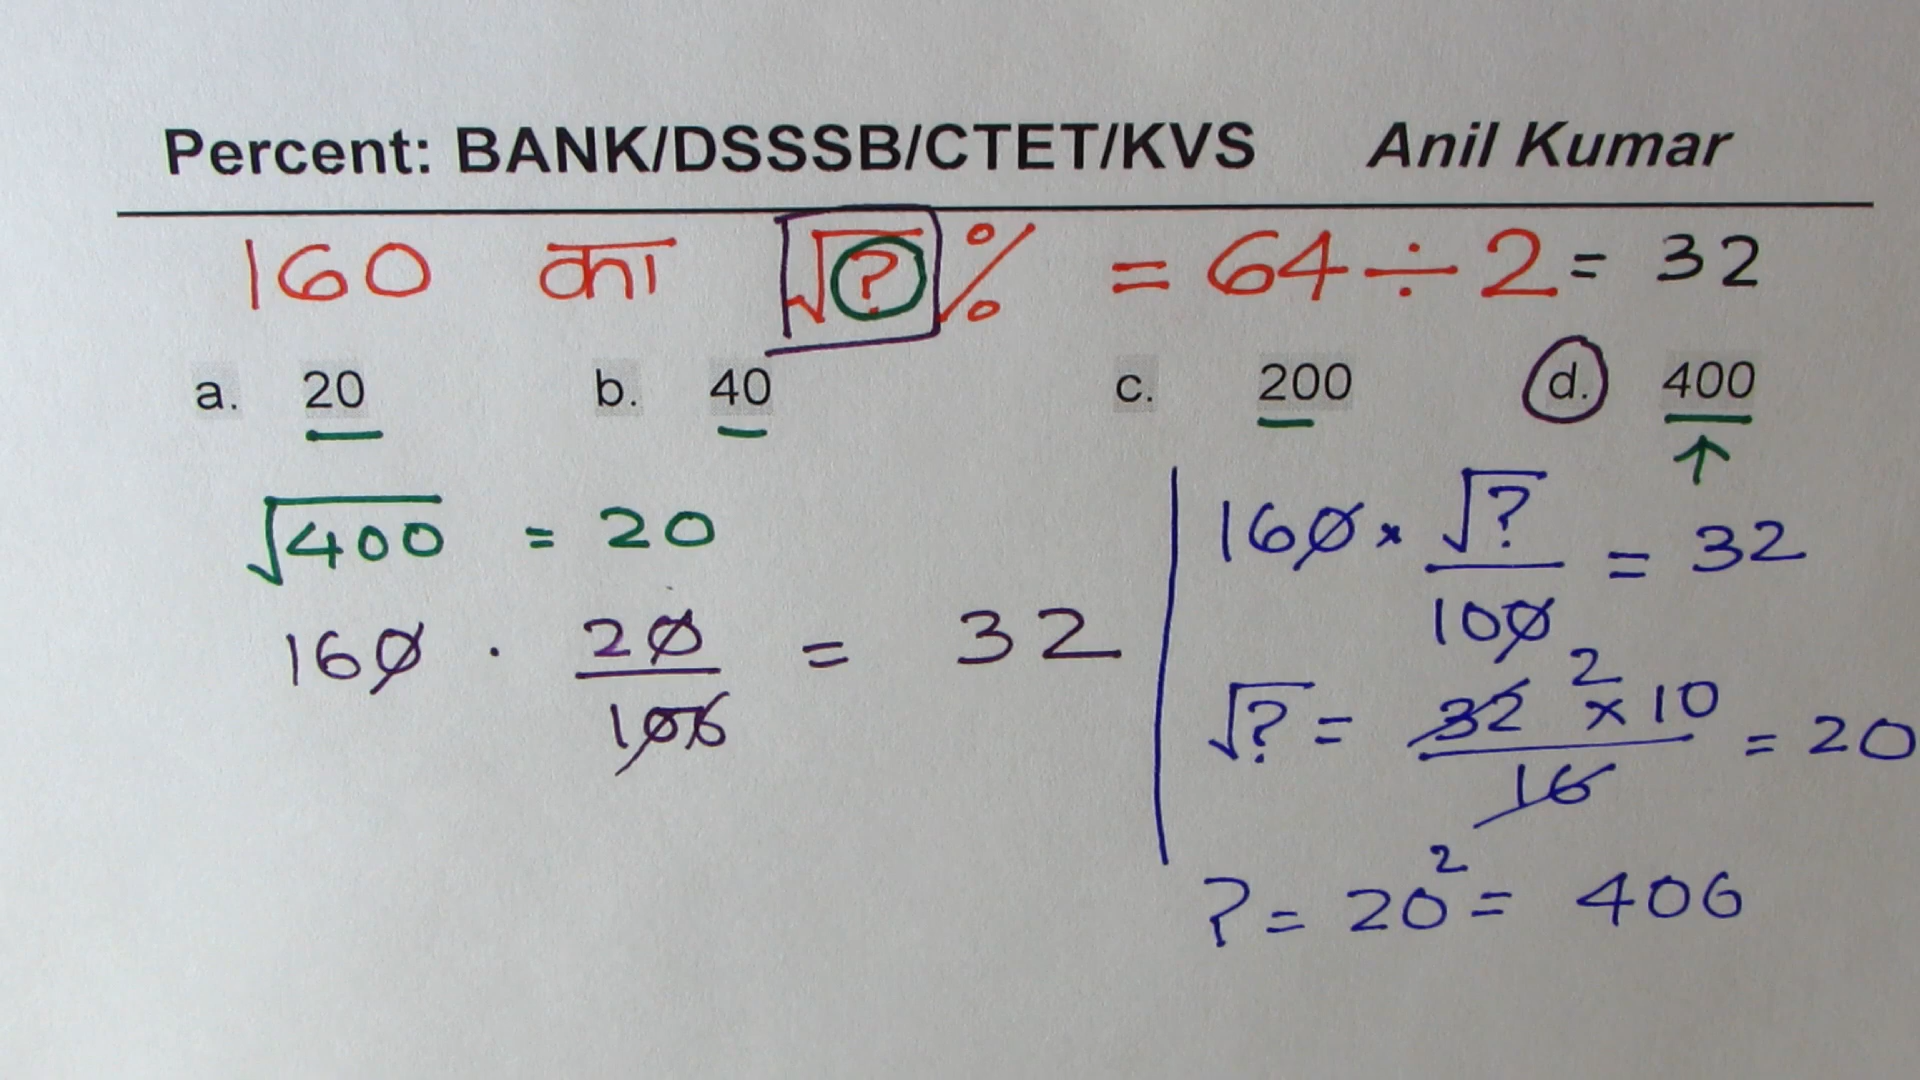 Percent: BANK/DSSSB/CTET/KVS Anil Kumar
160 का √? % = 64 ÷ 2 = 32
a. 20 b. 40 c. 200 d. 400
√400 = 20
160 · 20/100 = 32
160 × √?/100 = 32
√? = 32 2 × 10/16 = 20
? = 20² = 400